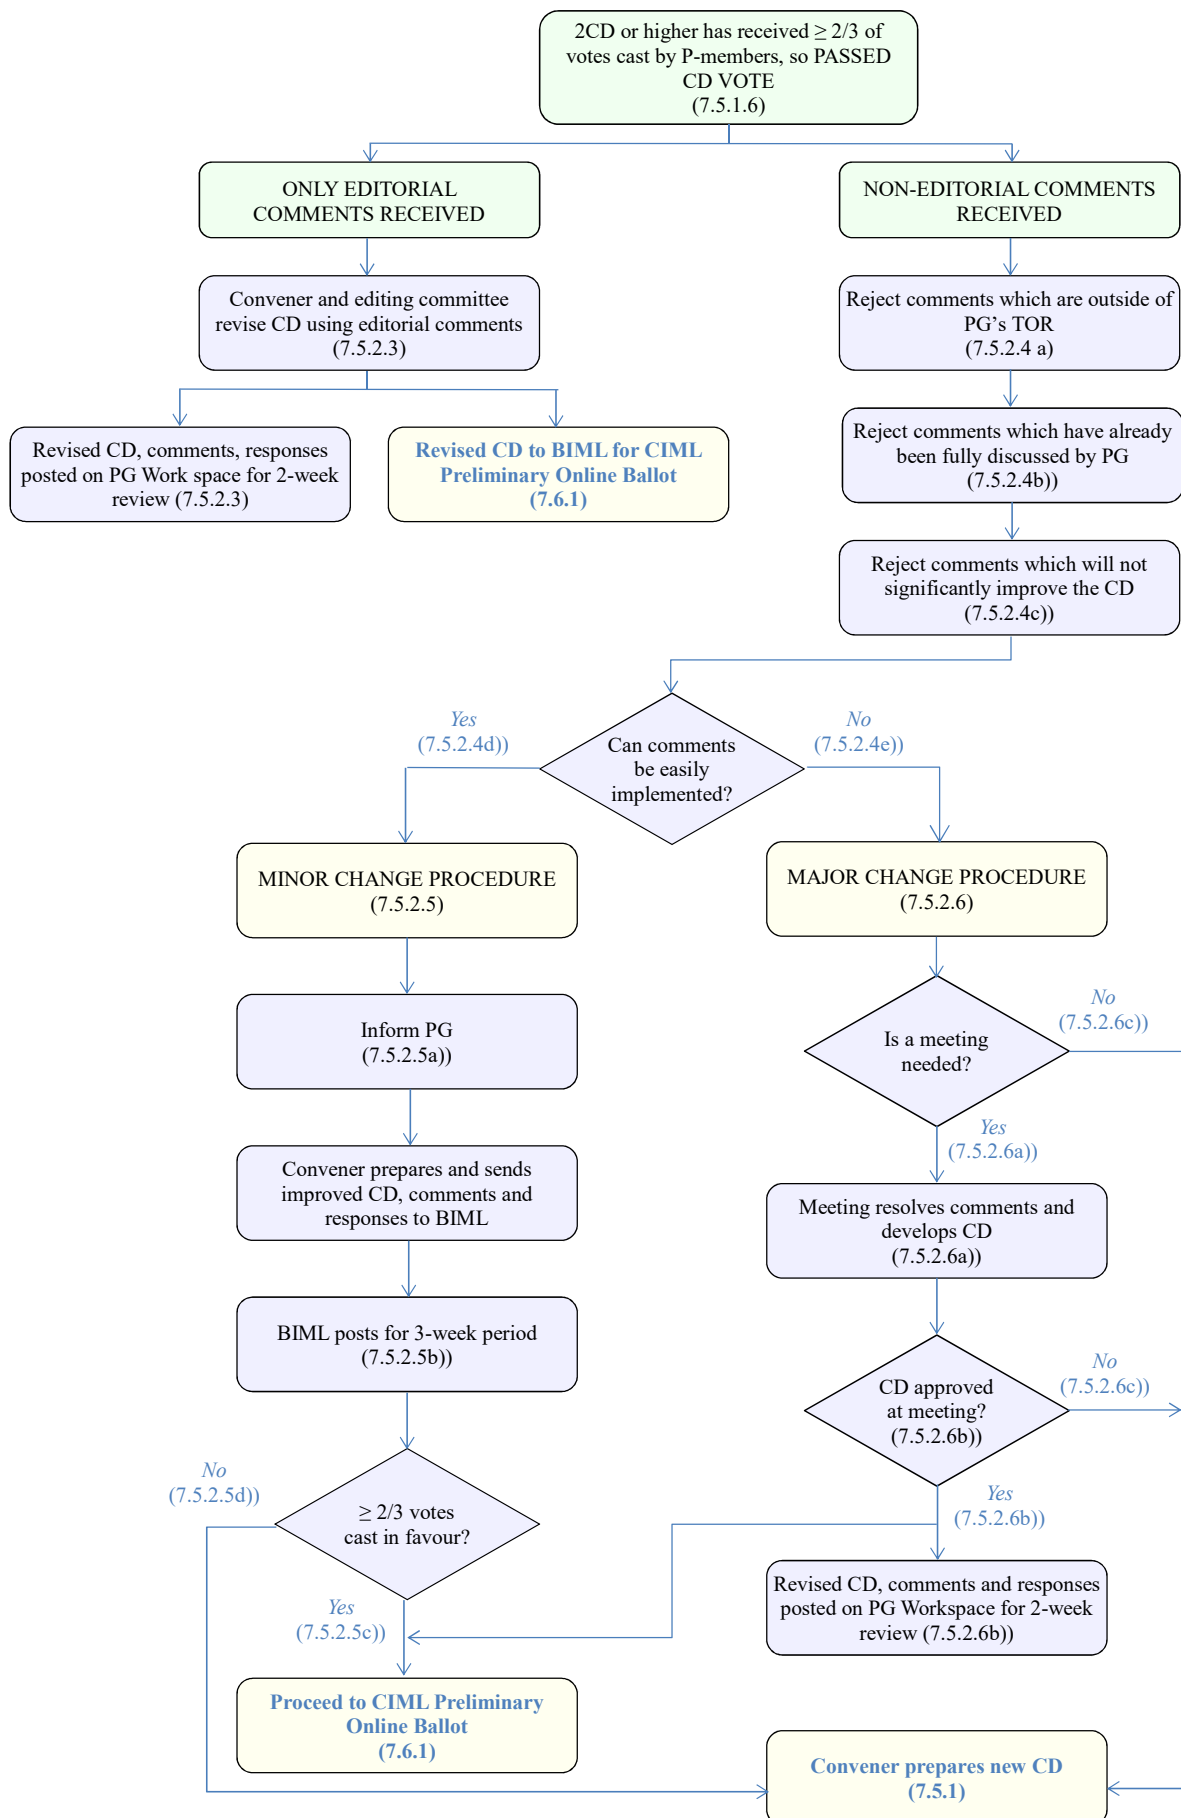 2CD or higher has received ≥ 2/3 of
votes cast by P-members, so PASSED
CD VOTE
(7.5.1.6)
ONLY EDITORIAL
COMMENTS RECEIVED
NON-EDITORIAL COMMENTS
RECEIVED
Convener and editing committee
revise CD using editorial comments
(7.5.2.3)
Reject comments which are outside of
PG’s TOR
(7.5.2.4 a)
Revised CD, comments, responses
posted on PG Work space for 2-week
review (7.5.2.3)
Revised CD to BIML for CIML
Preliminary Online Ballot
(7.6.1)
Reject comments which have already
been fully discussed by PG
(7.5.2.4b))
Reject comments which will not
significantly improve the CD
(7.5.2.4c))
Yes
(7.5.2.4d))
Can comments
be easily
implemented?
No
(7.5.2.4e))
MINOR CHANGE PROCEDURE
(7.5.2.5)
MAJOR CHANGE PROCEDURE
(7.5.2.6)
Inform PG
(7.5.2.5a))
Is a meeting
needed?
No
(7.5.2.6c))
Yes
(7.5.2.6a))
Convener prepares and sends
improved CD, comments and
responses to BIML
Meeting resolves comments and
develops CD
(7.5.2.6a))
BIML posts for 3-week period
(7.5.2.5b))
CD approved
at meeting?
(7.5.2.6b))
No
(7.5.2.6c))
No
(7.5.2.5d))
≥ 2/3 votes
cast in favour?
Yes
(7.5.2.6b))
Yes
(7.5.2.5c))
Revised CD, comments and responses
posted on PG Workspace for 2-week
review (7.5.2.6b))
Proceed to CIML Preliminary
Online Ballot
(7.6.1)
Convener prepares new CD
(7.5.1)